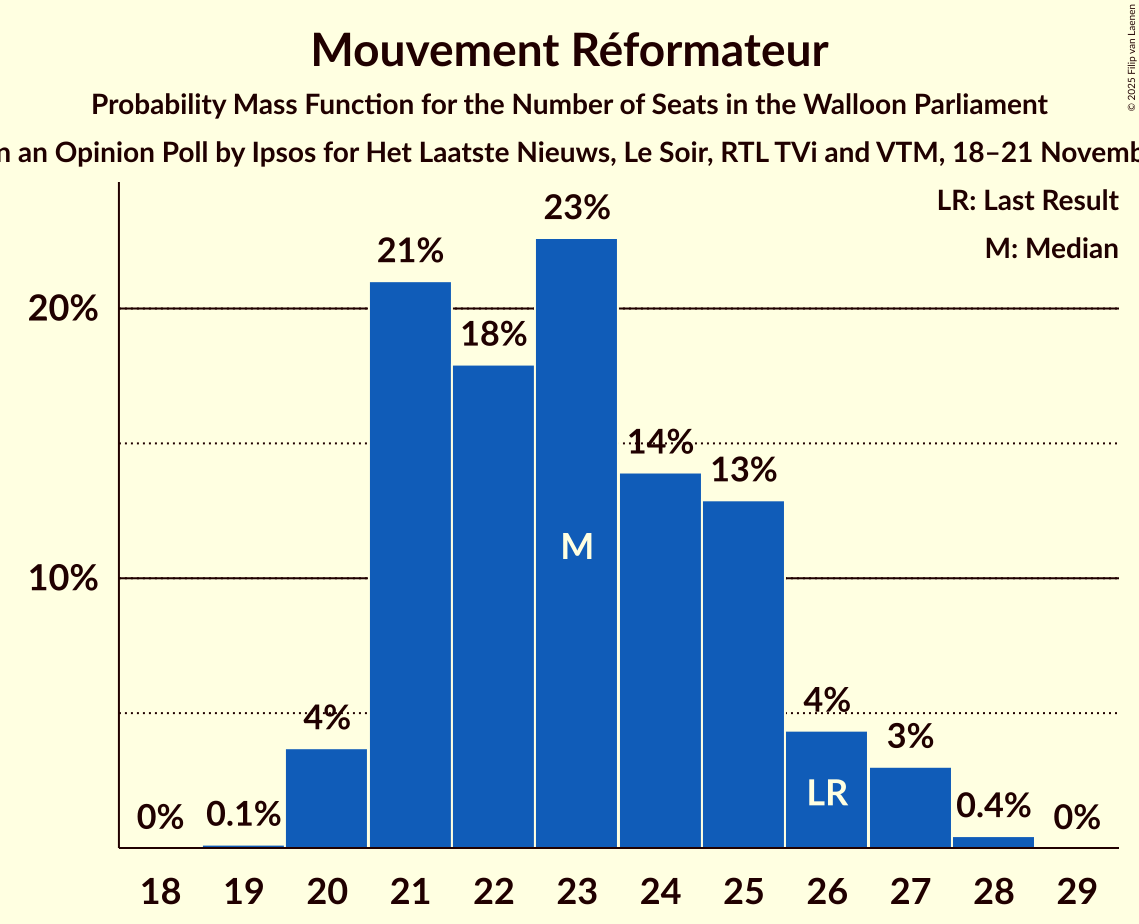 Mouvement Réformateur
Probability Mass Function for the Number of Seats in the Walloon Parliament
an Opinion Poll by Ipsos for Het Laatste Nieuws, Le Soir, RTL TVi and VTM, 18–21 Novemb
© 2025 Filip van Laenen
LR: Last Result
M: Median
23%
21%
20%
18%
14%
13%
M
10%
4%
4%
3%
LR
0%
0.1%
0.4%
0%
18 19 20 21 22 23 24 25 26 27 28 29